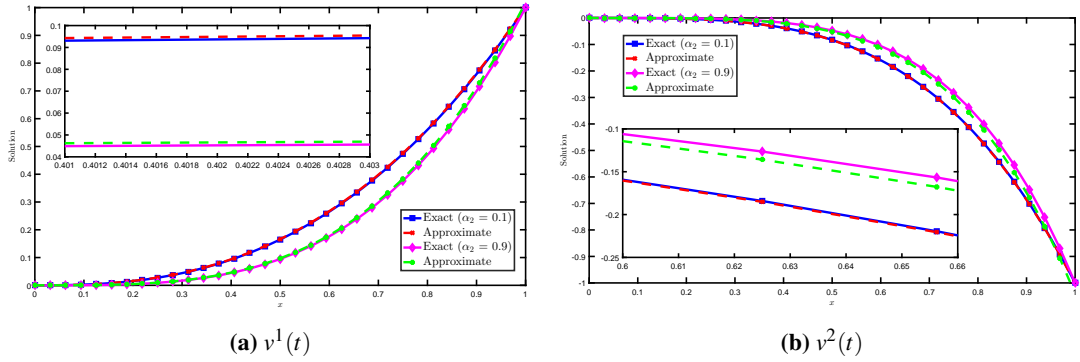 1
0.9
0.8
0.7
0.6
0.5
0.4
0.3
0.2
0.1
0
Solution
0.1
0.09
0.08
0.07
0.06
0.05
0.04
0.401 0.4012 0.4014 0.4016 0.4018 0.402 0.4022 0.4024 0.4026 0.4028 0.403
Exact (α₂ = 0.1)
Approximate
Exact (α₂ = 0.9)
Approximate
0 0.1 0.2 0.3 0.4 0.5 0.6 0.7 0.8 0.9 1
x
(a) v¹(t)
0
-0.1
-0.2
-0.3
-0.4
-0.5
-0.6
-0.7
-0.8
-0.9
-1
Solution
Exact (α₂ = 0.1)
Approximate
Exact (α₂ = 0.9)
Approximate
-0.1
-0.15
-0.2
-0.25
0.6 0.61 0.62 0.63 0.64 0.65 0.66
0 0.1 0.2 0.3 0.4 0.5 0.6 0.7 0.8 0.9 1
x
(b) v²(t)